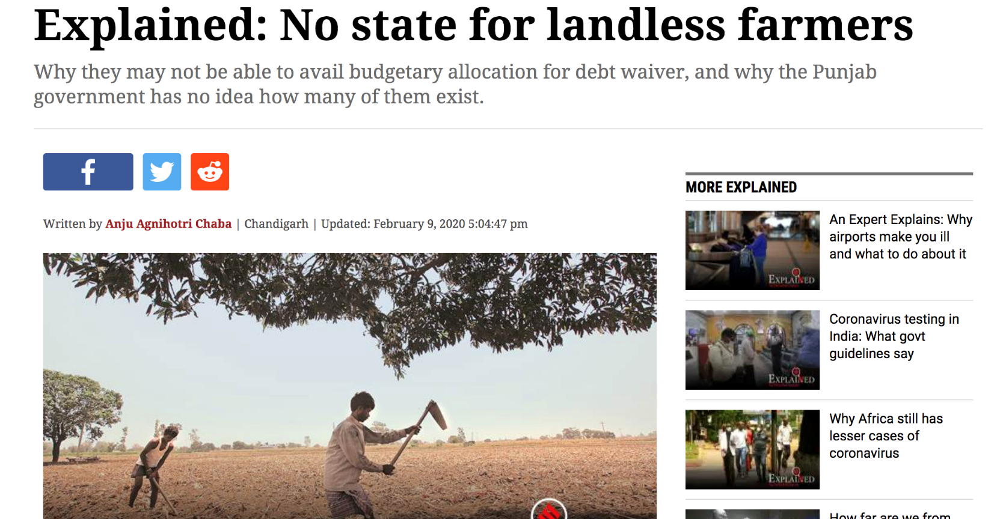 Explained: No state for landless farmers
Why they may not be able to avail budgetary allocation for debt waiver, and why the Punjab
government has no idea how many of them exist.
Written by Anju Agnihotri Chaba | Chandigarh | Updated: February 9, 2020 5:04:47 pm
MORE EXPLAINED
An Expert Explains: Why
airports make you ill
and what to do about it
EXPLAINED
Coronavirus testing in
India: What govt
guidelines say
EXPLAINED
Why Africa still has
lesser cases of
coronavirus
EXPLAINED
How far are we from